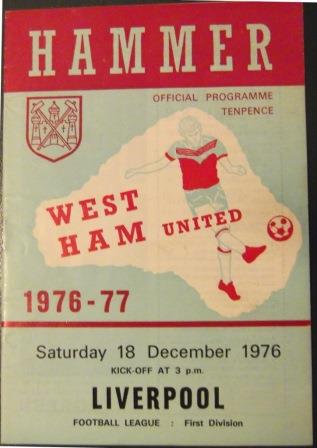 HAMMER
OFFICIAL PROGRAMME
TENPENCE
WEST
HAM UNITED
1976-77
Saturday 18 December 1976
KICK-OFF AT 3 p.m.
LIVERPOOL
FOOTBALL LEAGUE : First Division